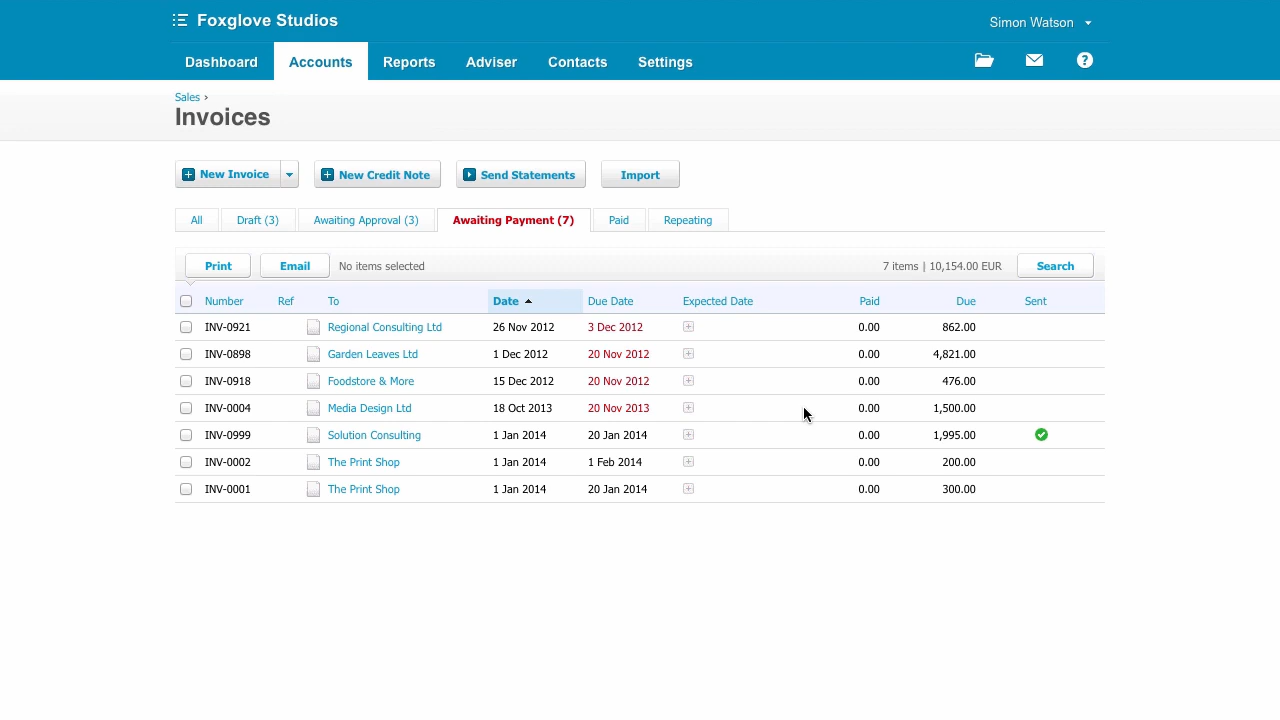 Foxglove Studios
Simon Watson
Dashboard Accounts Reports Adviser Contacts Settings ?
Sales ›
Invoices
New Invoice New Credit Note Send Statements Import
All Draft (3) Awaiting Approval (3) Awaiting Payment (7) Paid Repeating
Print Email No items selected 7 items | 10,154.00 EUR Search
Number Ref To Date Due Date Expected Date Paid Due Sent
INV-0921 Regional Consulting Ltd 26 Nov 2012 3 Dec 2012 0.00 862.00
INV-0898 Garden Leaves Ltd 1 Dec 2012 20 Nov 2012 0.00 4,821.00
INV-0918 Foodstore & More 15 Dec 2012 20 Nov 2012 0.00 476.00
INV-0004 Media Design Ltd 18 Oct 2013 20 Nov 2013 0.00 1,500.00
INV-0999 Solution Consulting 1 Jan 2014 20 Jan 2014 0.00 1,995.00
INV-0002 The Print Shop 1 Jan 2014 1 Feb 2014 0.00 200.00
INV-0001 The Print Shop 1 Jan 2014 20 Jan 2014 0.00 300.00